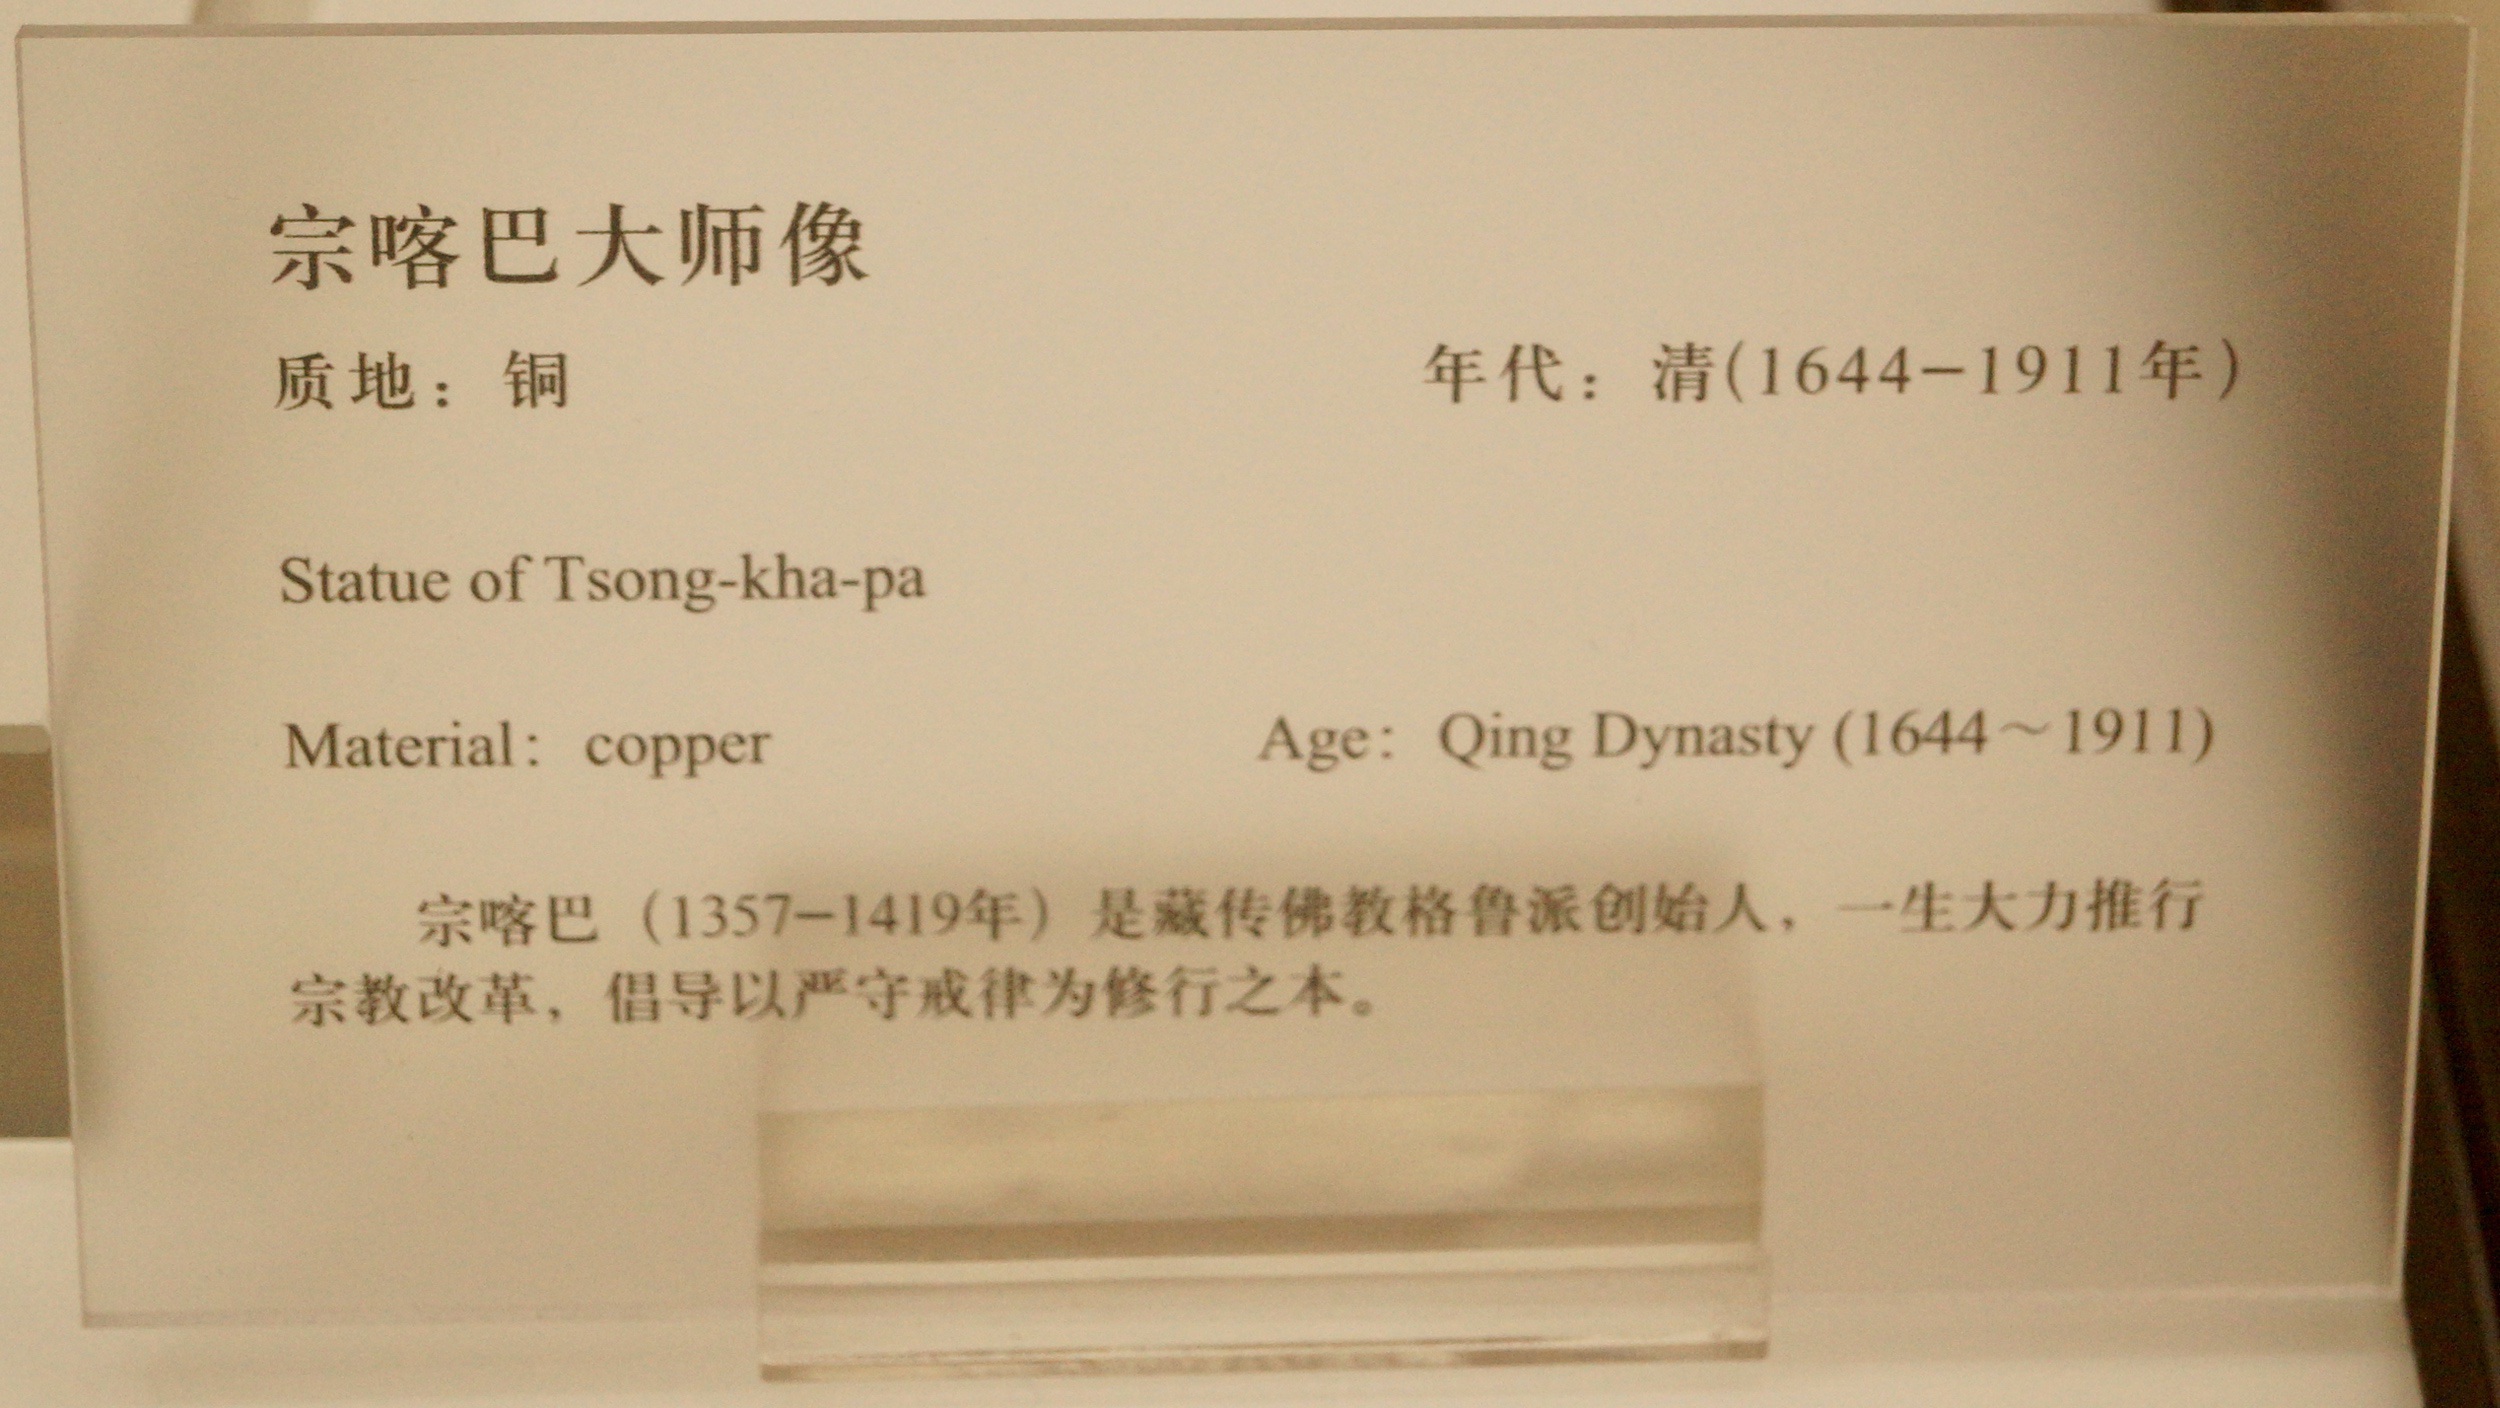 宗喀巴大师像
质地：铜 年代：清(1644-1911年)
Statue of Tsong-kha-pa
Material: copper Age: Qing Dynasty (1644～1911)
宗喀巴（1357-1419年）是藏传佛教格鲁派创始人，一生大力推行
宗教改革，倡导以严守戒律为修行之本。